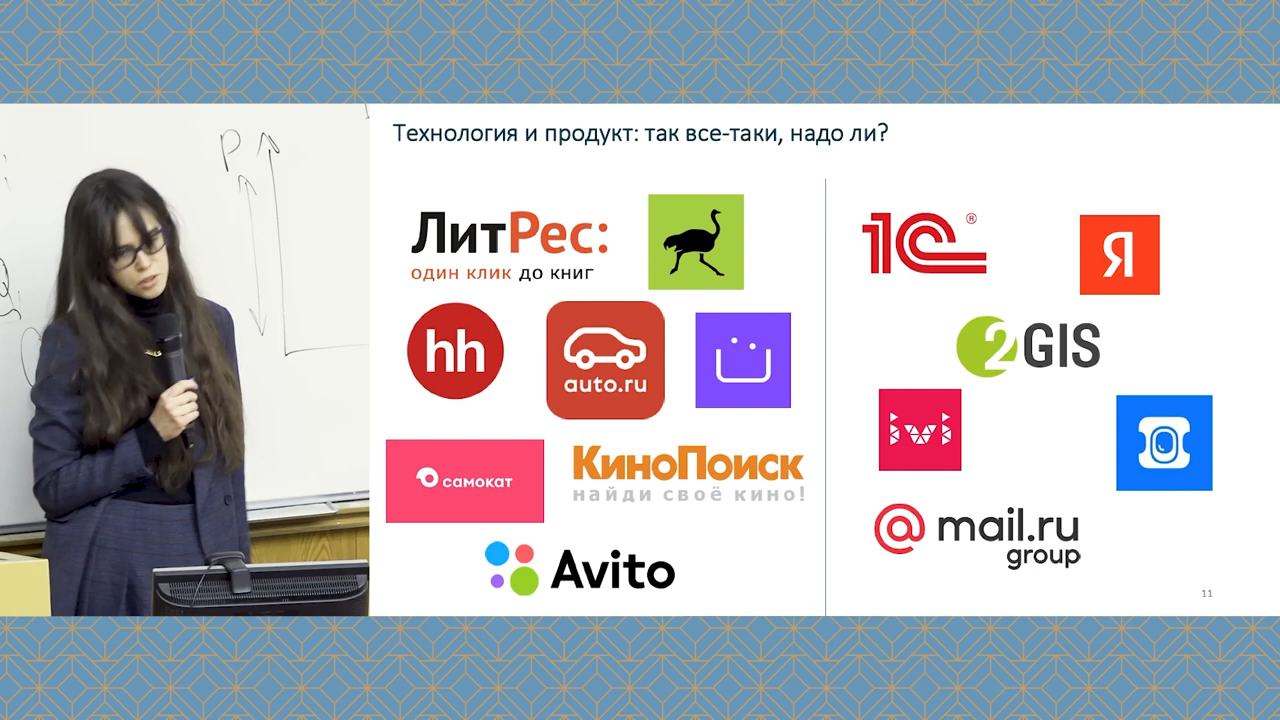 Технология и продукт: так все-таки, надо ли?
P
Q
ЛитРес:
один клик до книг
hh
auto.ru
самокат
КиноПоиск
найди своё кино!
Avito
1С®
Я
2GIS
ivi
@mail.ru
group
11